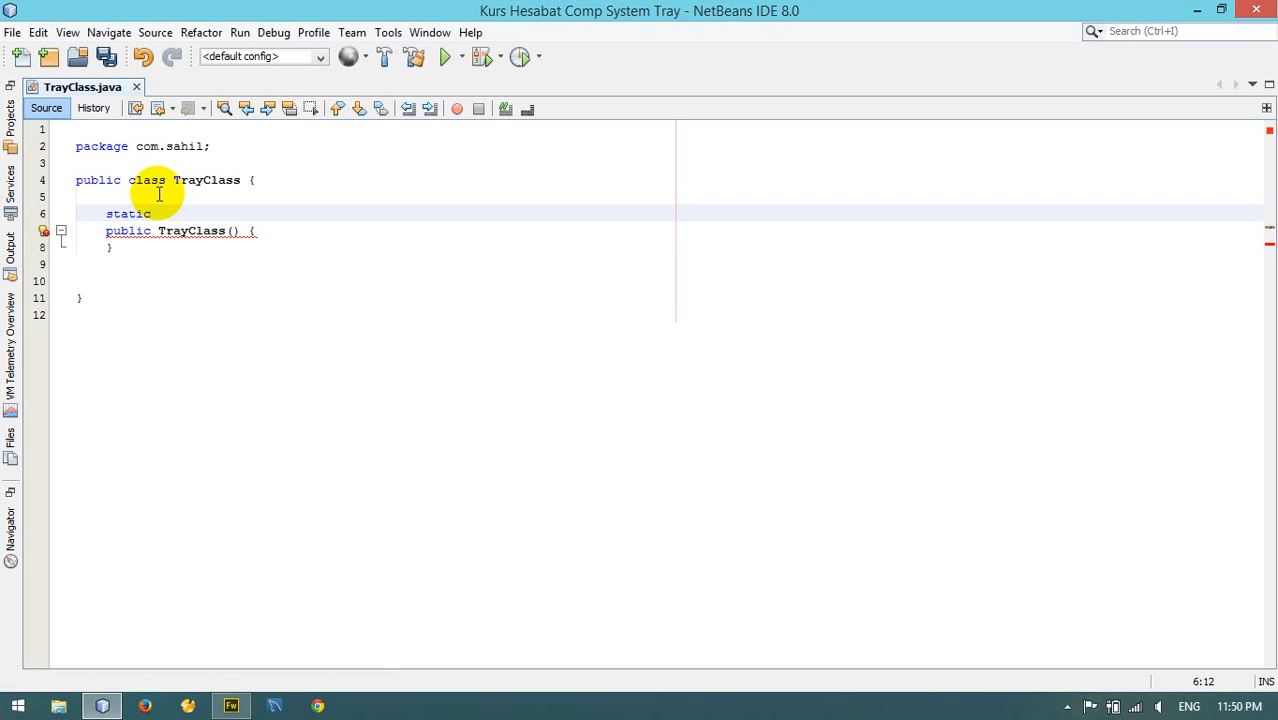 Kurs Hesabat Comp System Tray - NetBeans IDE 8.0
File Edit View Navigate Source Refactor Run Debug Profile Team Tools Window Help
Search (Ctrl+I)
<default config>
TrayClass.java
Source History
Projects
Services
Output
VM Telemetry Overview
Files
Navigator
1
2 package com.sahil;
3
4 public class TrayClass {
5
6 static
public TrayClass() {
8 }
9
10
11 }
12
6:12 INS
Fw
ENG 11:50 PM